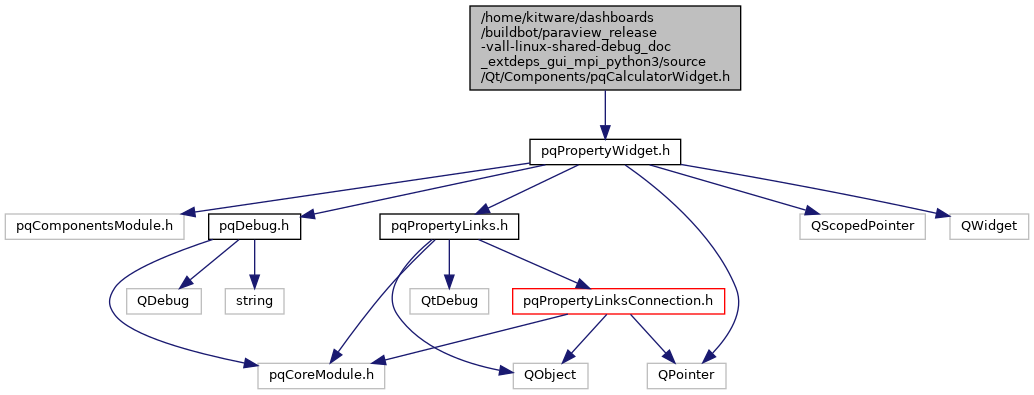 /home/kitware/dashboards
/buildbot/paraview_release
-vall-linux-shared-debug_doc
_extdeps_gui_mpi_python3/source
/Qt/Components/pqCalculatorWidget.h
pqPropertyWidget.h
pqComponentsModule.h
pqDebug.h
pqPropertyLinks.h
QScopedPointer
QWidget
QDebug
string
QtDebug
pqPropertyLinksConnection.h
pqCoreModule.h
QObject
QPointer